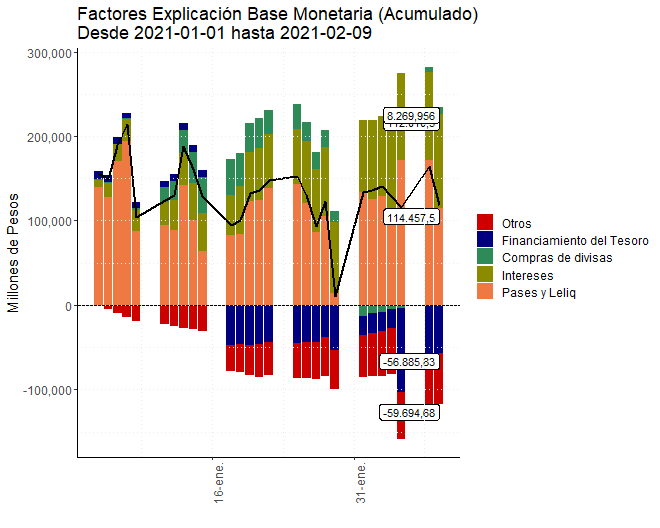 Factores Explicación Base Monetaria (Acumulado)
Desde 2021-01-01 hasta 2021-02-09
Millones de Pesos
300,000
200,000
100,000
0
-100,000
8.269,956
114.457,5
-56.885,83
-59.694,68
16-ene.
31-ene.
Otros
Financiamiento del Tesoro
Compras de divisas
Intereses
Pases y Leliq